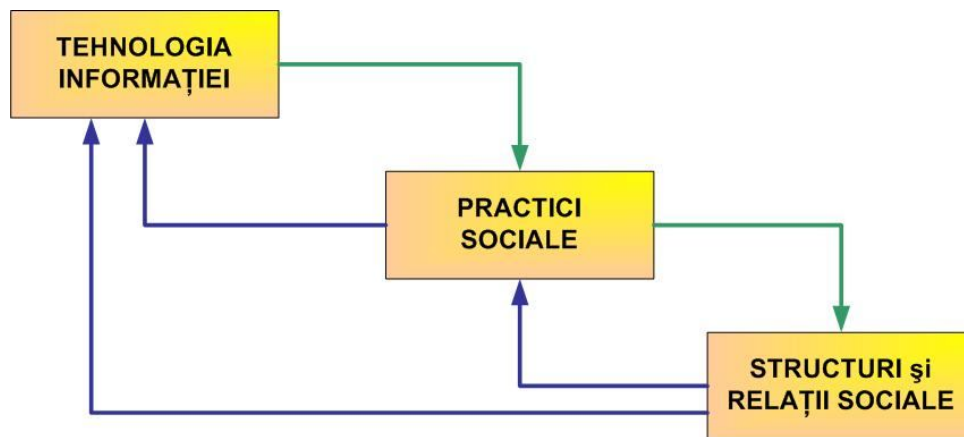 TEHNOLOGIA
INFORMAȚIEI
PRACTICI
SOCIALE
STRUCTURI şi
RELAȚII SOCIALE